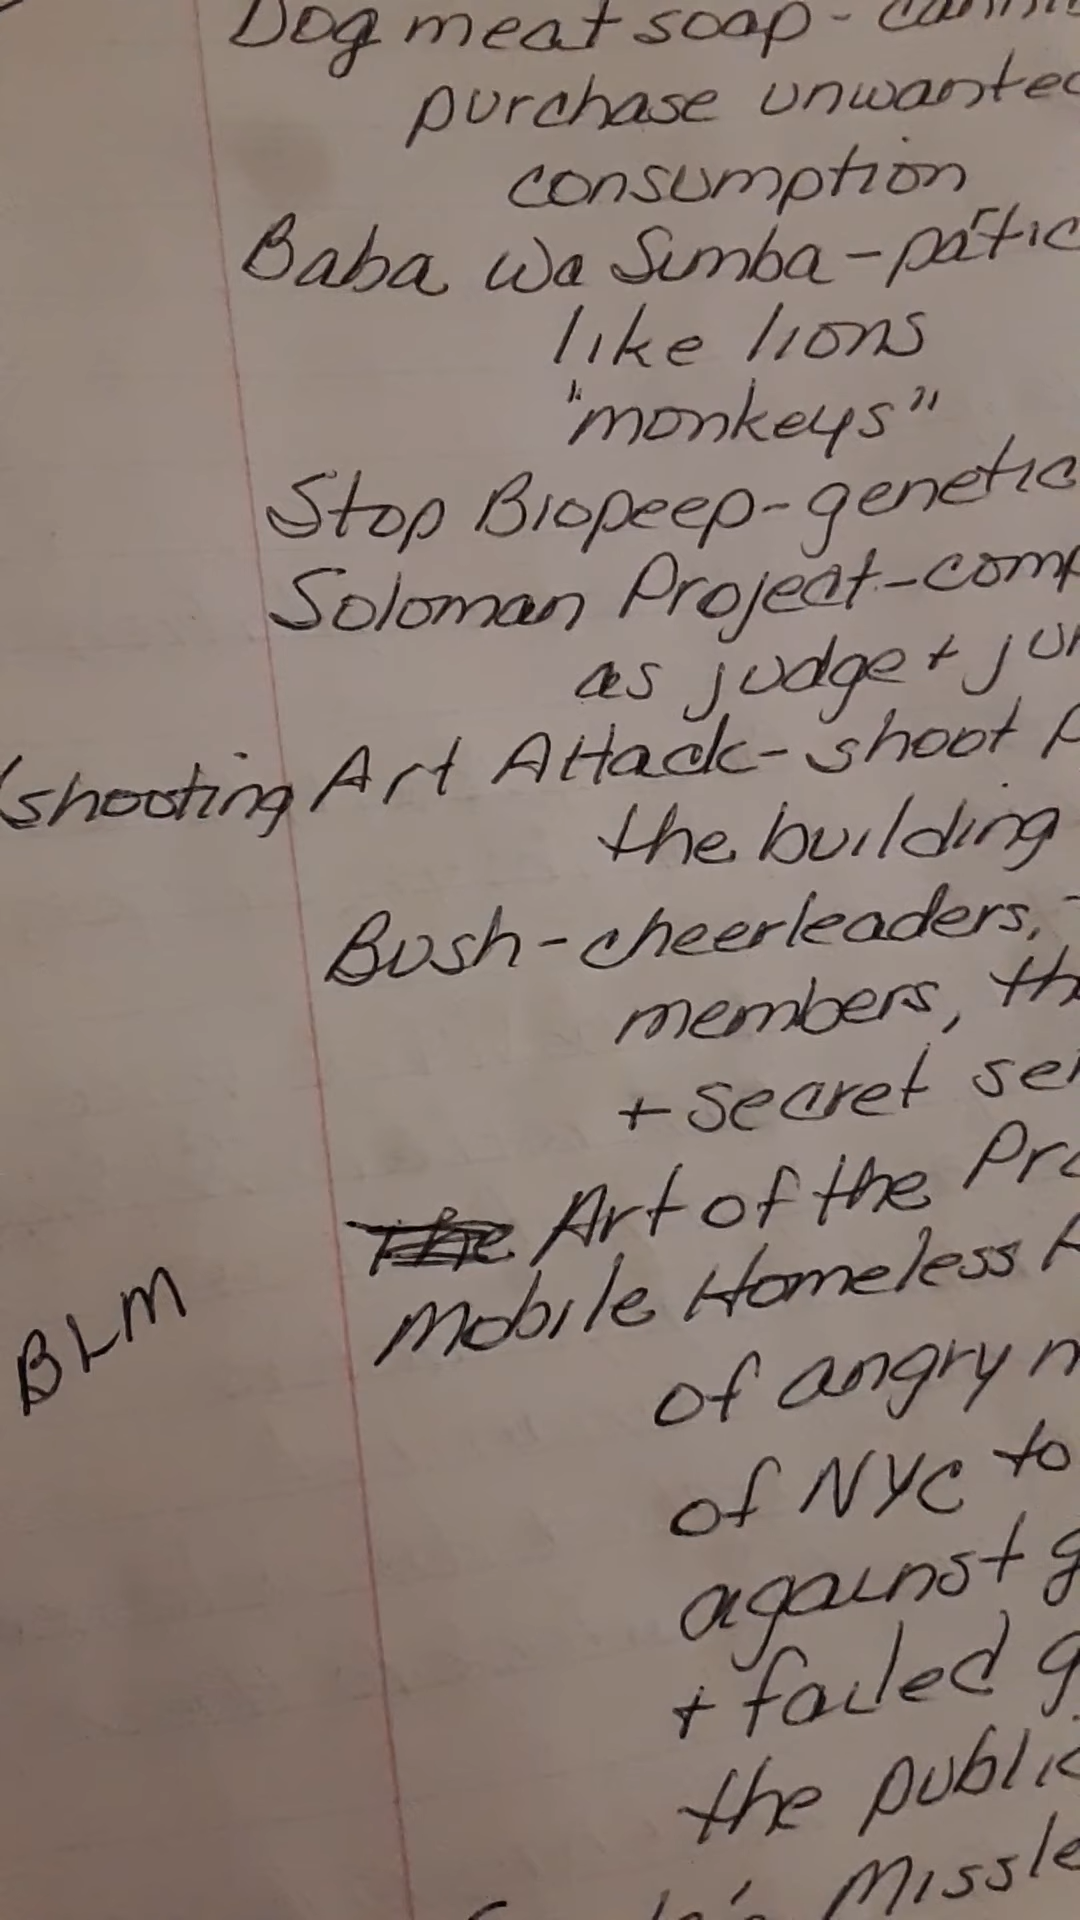 Dog meat soap -
purchase unwanted
consumption
Baba Wa Simba -
like lions
"monkeys"
Stop Biopeep - genetic
Soloman Project -
as judge +
(shooting Art Attack - shoot
the building
Bush - cheerleaders,
members,
+ secret
The Art of the
Mobile Homeless
BLM
of angry
of NYC to
against
+ failed
the public
Missle